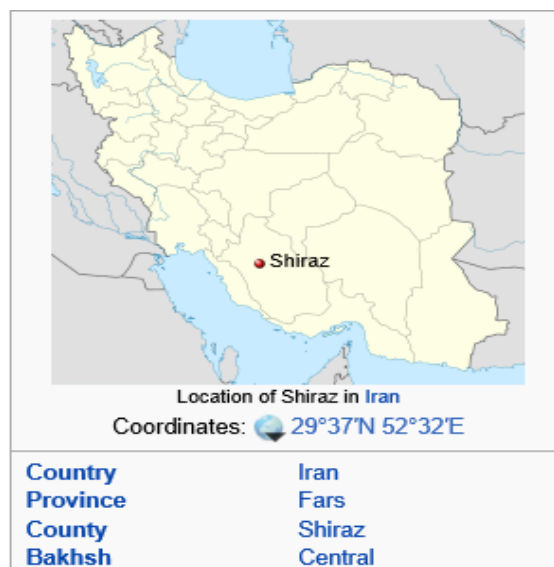 Shiraz
Location of Shiraz in Iran
Coordinates: 29°37′N 52°32′E
Country Iran
Province Fars
County Shiraz
Bakhsh Central